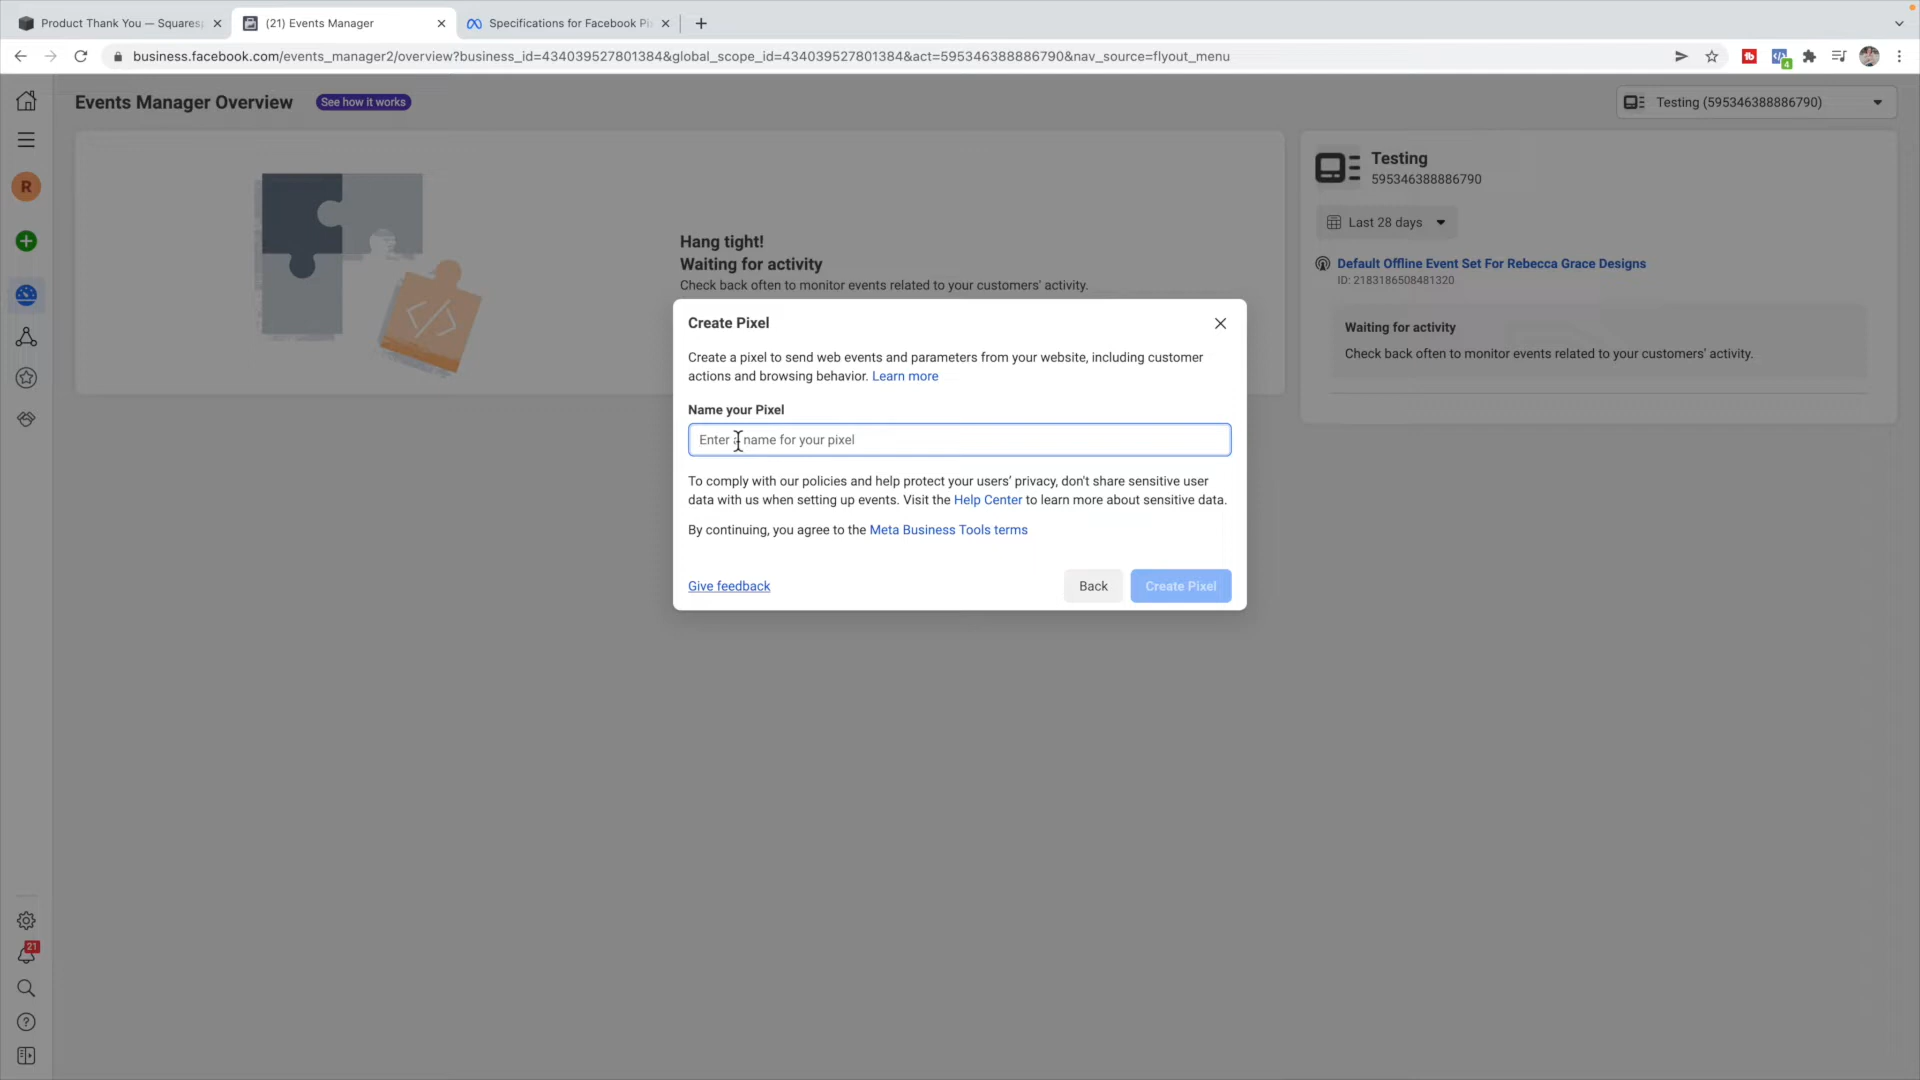 Product Thank You — Squaresp
(21) Events Manager
Specifications for Facebook Pi
business.facebook.com/events_manager2/overview?business_id=434039527801384&global_scope_id=434039527801384&act=595346388886790&nav_source=flyout_menu
4
Events Manager Overview
See how it works
Testing (595346388886790)
R
Testing
595346388886790
Last 28 days
Hang tight!
Waiting for activity
Check back often to monitor events related to your customers' activity.
Default Offline Event Set For Rebecca Grace Designs
ID: 2183186508481320
Waiting for activity
Check back often to monitor events related to your customers' activity.
Create Pixel
Create a pixel to send web events and parameters from your website, including customer
actions and browsing behavior. Learn more
Name your Pixel
Enter a name for your pixel
To comply with our policies and help protect your users' privacy, don't share sensitive user
data with us when setting up events. Visit the Help Center to learn more about sensitive data.
By continuing, you agree to the Meta Business Tools terms
Give feedback
Back
Create Pixel
21